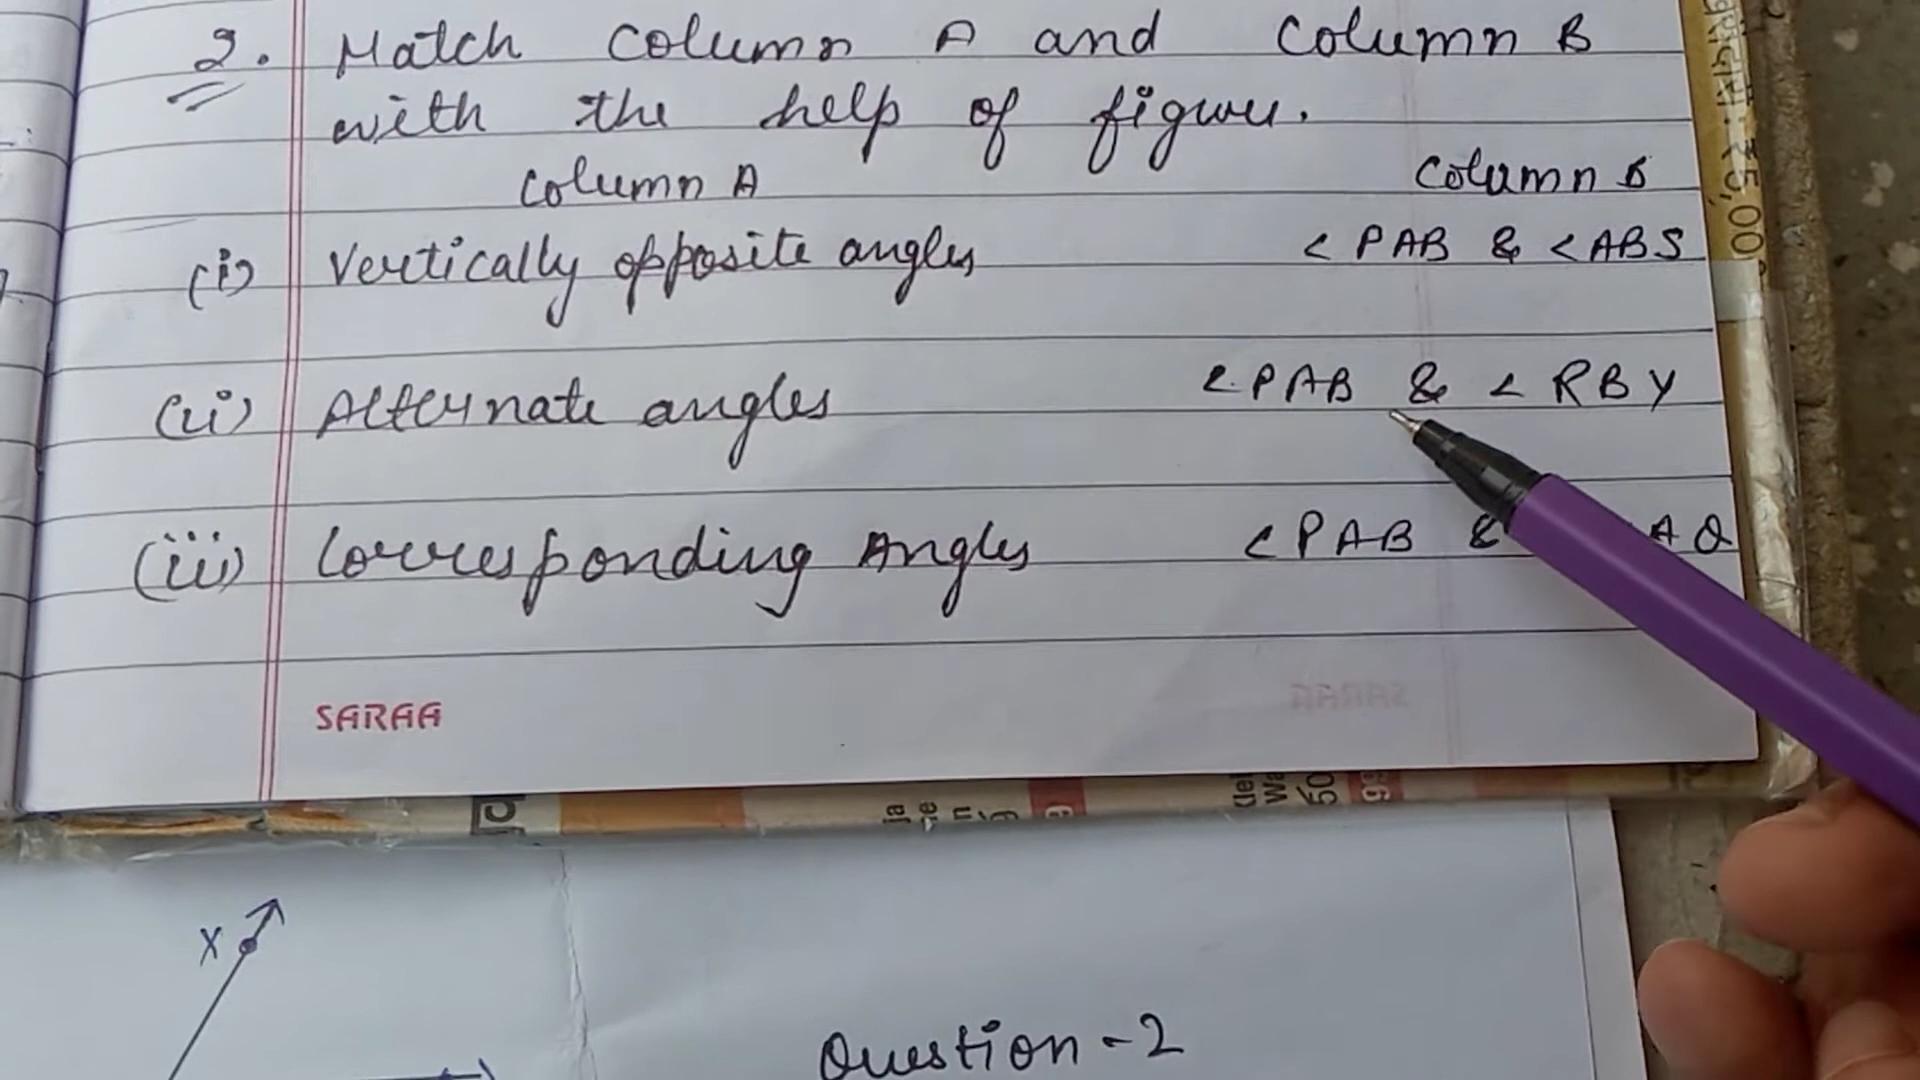 2. Match column A and column B
with the help of figure.
column A column B
(i) Vertically opposite angles < PAB & < ABS
(ii) Alternate angles < PAB & < RBY
(iii) Corresponding Angles < PAB & AQ
SARAA
X
Question - 2